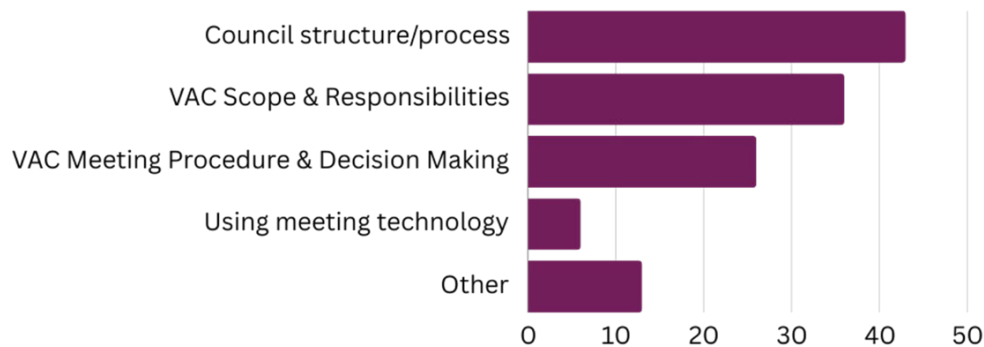 Council structure/process
VAC Scope & Responsibilities
VAC Meeting Procedure & Decision Making
Using meeting technology
Other
0 10 20 30 40 50